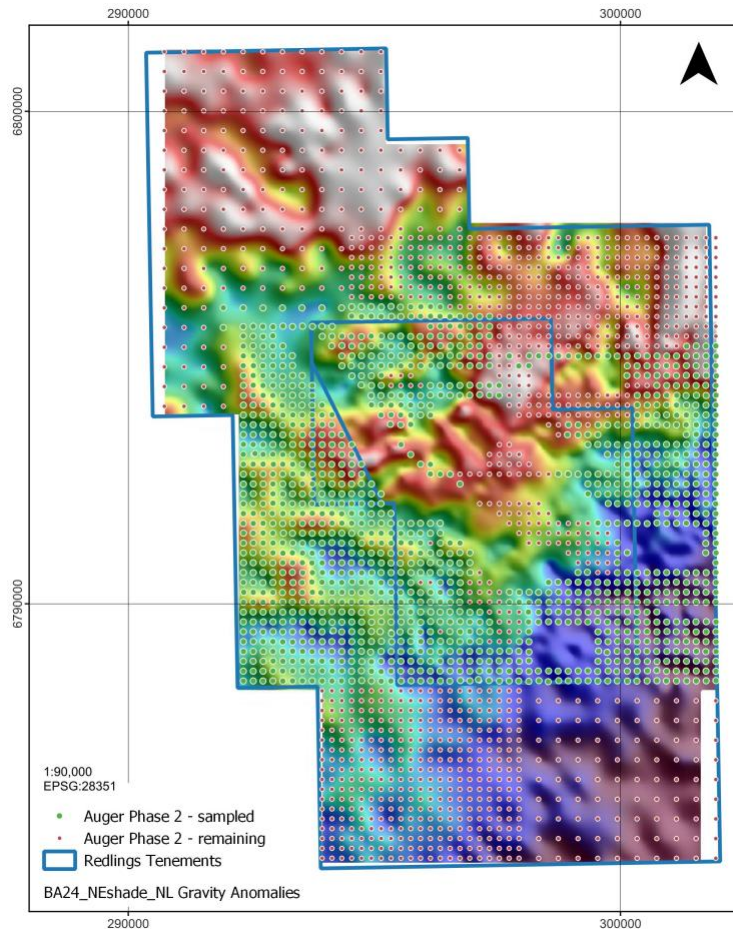 290000 300000
6800000
6790000
1:90,000
EPSG:28351
Auger Phase 2 - sampled
Auger Phase 2 - remaining
Redlings Tenements
BA24_NEshade_NL Gravity Anomalies
290000 300000